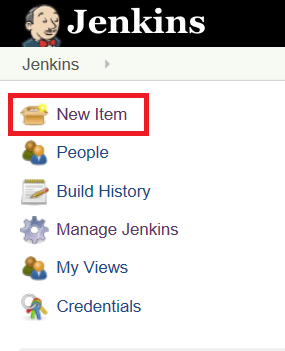 Jenkins
Jenkins
New Item
People
Build History
Manage Jenkins
My Views
Credentials